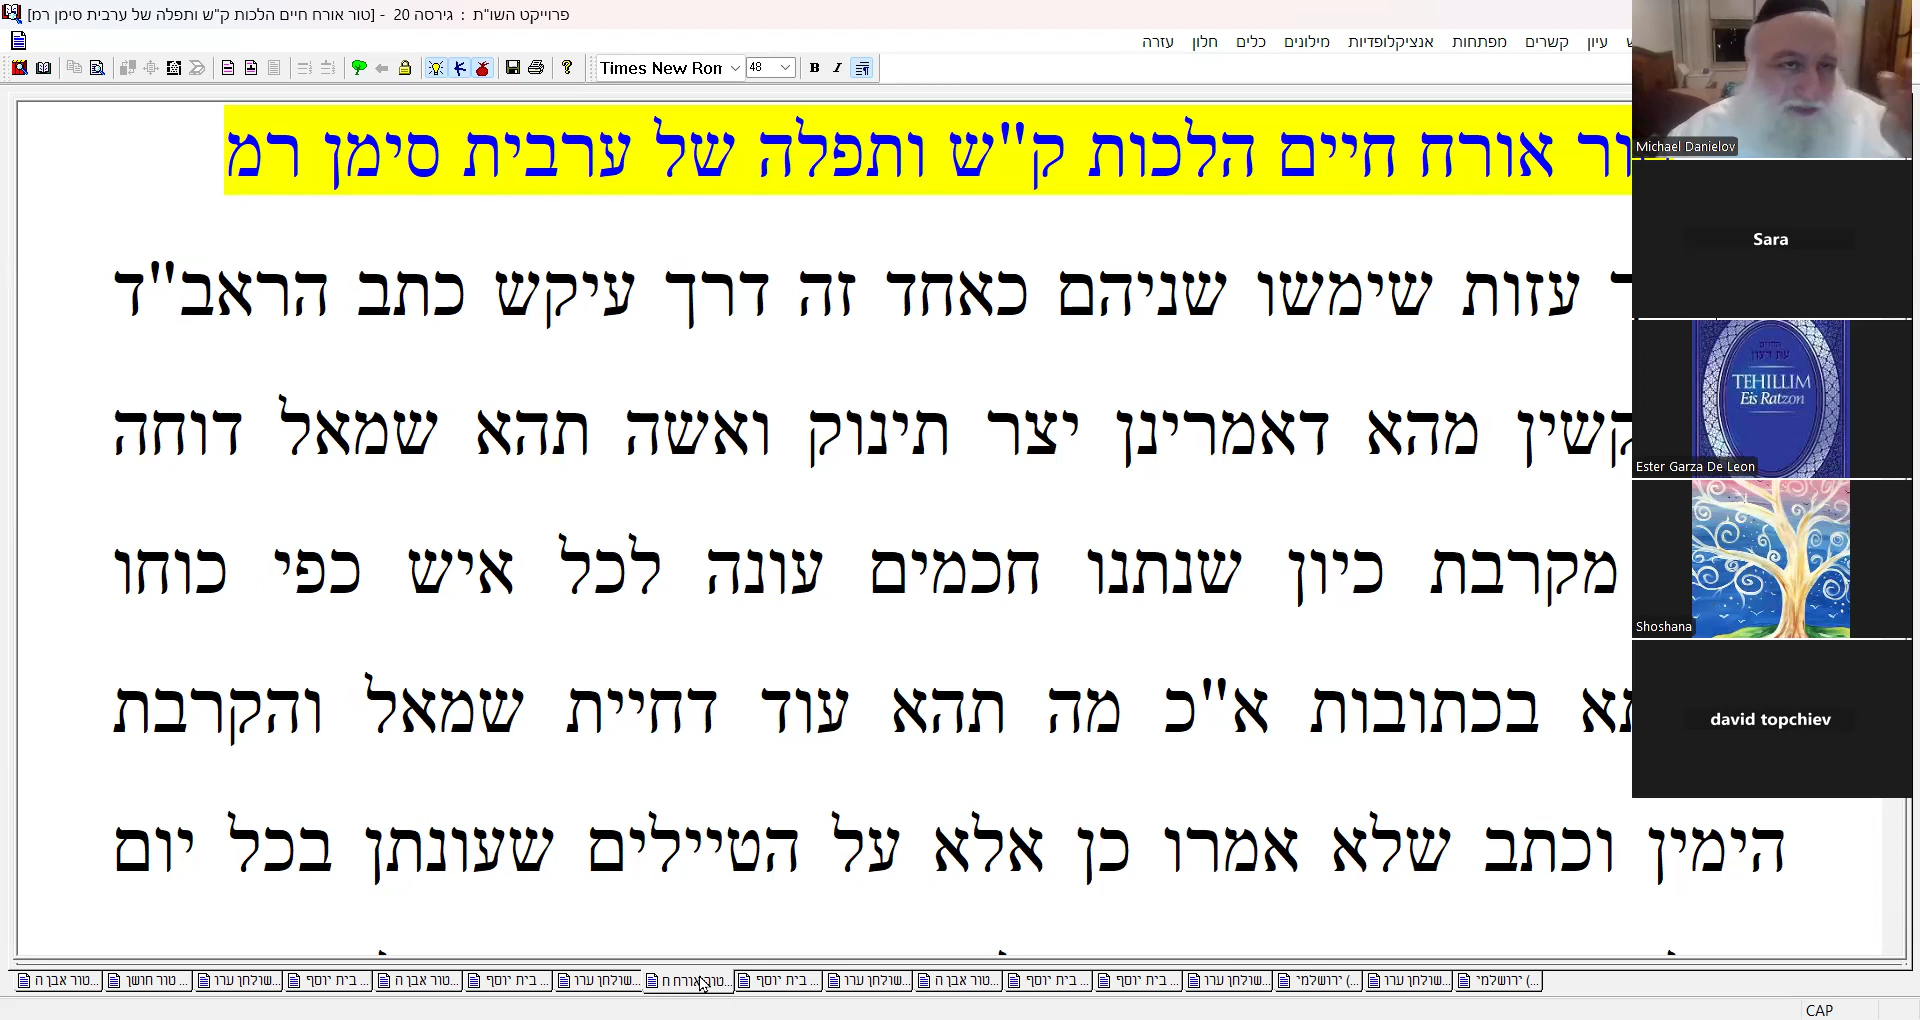 פרוייקט השו"ת : גירסה 20 - [טור אורח חיים הלכות ק"ש ותפלה של ערבית סימן רמ]
עיון קשרים מפתחות אנציקלופדיות מילונים כלים חלון עזרה
Times New Ron 48 B I
אורח חיים הלכות ק"ש ותפלה של ערבית סימן רמ
עזות שימשו שניהם כאחד זה דרך עיקש כתב הראב"ד
מהא דאמרינן יצר תינוק ואשה תהא שמאל דוחה
מקרבת כיון שנתנו חכמים עונה לכל איש כפי כוחו
בכתובות א"כ מה תהא עוד דחיית שמאל והקרבת
הימין וכתב שלא אמרו כן אלא על הטיילים שעונתן בכל יום
Michael Danielov
Sara
החיים
עת רצון
TEHILLIM
Eis Ratzon
Ester Garza De Leon
Shoshana
david topchiev
טור אבן ה... טור חושן ... שולחן ערו... בית יוסף ... טור אבן ה... בית יוסף ... שולחן ערו... טור אורח ח... בית יוסף ... שולחן ערו... טור אבן ה... בית יוסף ... בית יוסף ... שולחן ערו... ירושלמי (... שולחן ערו... ירושלמי (...
CAP